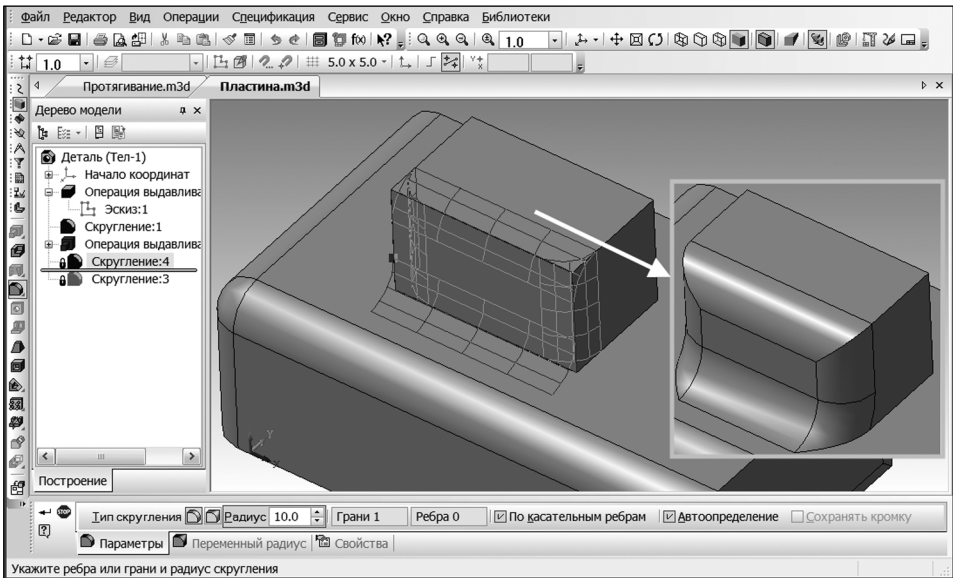 Файл Редактор Вид Операции Спецификация Сервис Окно Справка Библиотеки
f(x) 1.0
1.0 5.0 x 5.0
Протягивание.m3d Пластина.m3d
Дерево модели
Деталь (Тел-1)
Начало координат
Операция выдавлива
Эскиз:1
Скругление:1
Операция выдавлива
Скругление:4
Скругление:3
Y
Построение
STOP Тип скругления Радиус 10.0 Грани 1 Ребра 0 По касательным ребрам Автоопределение Сохранять кромку
Параметры Переменный радиус Свойства
Укажите ребра или грани и радиус скругления